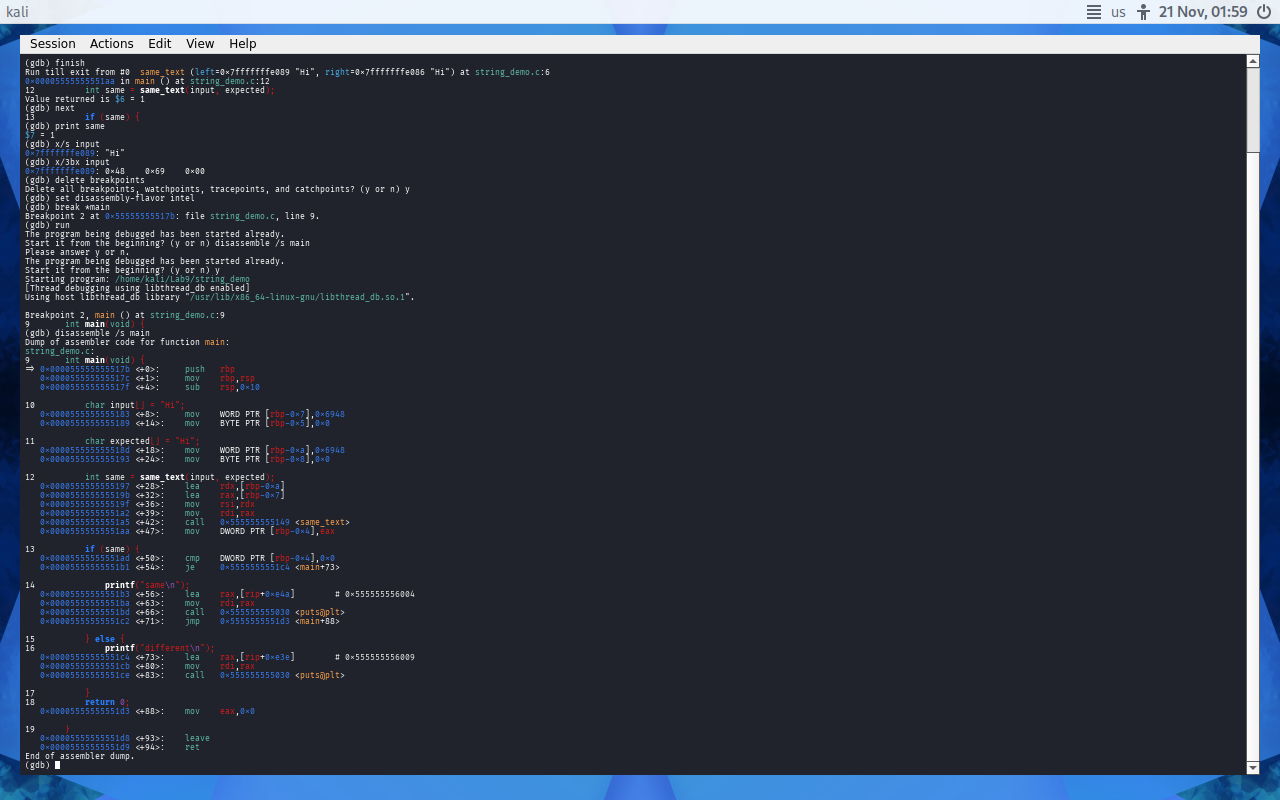 kali
us 21 Nov, 01:59
Session Actions Edit View Help
(gdb) finish
Run till exit from #0  same_text (left=0x7fffffffe089 "Hi", right=0x7fffffffe086 "Hi") at string_demo.c:6
0x00005555555551aa in main () at string_demo.c:12
12          int same = same_text(input, expected);
Value returned is $6 = 1
(gdb) next
13          if (same) {
(gdb) print same
$7 = 1
(gdb) x/s input
0x7fffffffe089: "Hi"
(gdb) x/3bx input
0x7fffffffe089: 0x48    0x69    0x00
(gdb) delete breakpoints
Delete all breakpoints, watchpoints, tracepoints, and catchpoints? (y or n) y
(gdb) set disassembly-flavor intel
(gdb) break *main
Breakpoint 2 at 0x55555555517b: file string_demo.c, line 9.
(gdb) run
The program being debugged has been started already.
Start it from the beginning? (y or n) disassemble /s main
Please answer y or n.
The program being debugged has been started already.
Start it from the beginning? (y or n) y
Starting program: /home/kali/Lab9/string_demo
[Thread debugging using libthread_db enabled]
Using host libthread_db library "/usr/lib/x86_64-linux-gnu/libthread_db.so.1".
Breakpoint 2, main () at string_demo.c:9
9       int main(void) {
(gdb) disassemble /s main
Dump of assembler code for function main:
string_demo.c:
9       int main(void) {
=> 0x000055555555517b <+0>:     push   rbp
   0x000055555555517c <+1>:     mov    rbp,rsp
   0x000055555555517f <+4>:     sub    rsp,0x10
10          char input[] = "Hi";
   0x0000555555555183 <+8>:     mov    WORD PTR [rbp-0x7],0x6948
   0x0000555555555189 <+14>:    mov    BYTE PTR [rbp-0x5],0x0
11          char expected[] = "Hi";
   0x000055555555518d <+18>:    mov    WORD PTR [rbp-0xa],0x6948
   0x0000555555555193 <+24>:    mov    BYTE PTR [rbp-0x8],0x0
12          int same = same_text(input, expected);
   0x0000555555555197 <+28>:    lea    rdx,[rbp-0xa]
   0x000055555555519b <+32>:    lea    rax,[rbp-0x7]
   0x000055555555519f <+36>:    mov    rsi,rdx
   0x00005555555551a2 <+39>:    mov    rdi,rax
   0x00005555555551a5 <+42>:    call   0x555555555149 <same_text>
   0x00005555555551aa <+47>:    mov    DWORD PTR [rbp-0x4],eax
13          if (same) {
   0x00005555555551ad <+50>:    cmp    DWORD PTR [rbp-0x4],0x0
   0x00005555555551b1 <+54>:    je     0x5555555551c4 <main+73>
14              printf("same\n");
   0x00005555555551b3 <+56>:    lea    rax,[rip+0xe4a]        # 0x555555556004
   0x00005555555551ba <+63>:    mov    rdi,rax
   0x00005555555551bd <+66>:    call   0x555555555030 <puts@plt>
   0x00005555555551c2 <+71>:    jmp    0x5555555551d3 <main+88>
15          } else {
16              printf("different\n");
   0x00005555555551c4 <+73>:    lea    rax,[rip+0xe3e]        # 0x555555556009
   0x00005555555551cb <+80>:    mov    rdi,rax
   0x00005555555551ce <+83>:    call   0x555555555030 <puts@plt>
17          }
18          return 0;
   0x00005555555551d3 <+88>:    mov    eax,0x0
19      }
   0x00005555555551d8 <+93>:    leave
   0x00005555555551d9 <+94>:    ret
End of assembler dump.
(gdb)